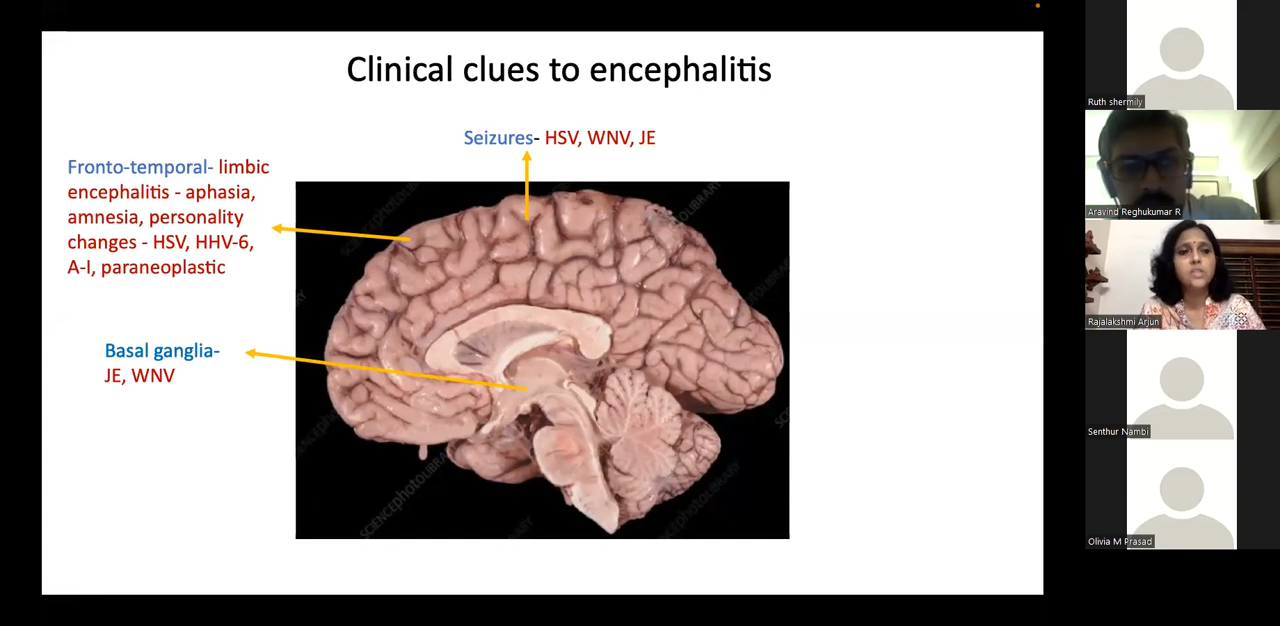 Clinical clues to encephalitis
Seizures- HSV, WNV, JE
Fronto-temporal- limbic
encephalitis - aphasia,
amnesia, personality
changes - HSV, HHV-6,
A-I, paraneoplastic
Basal ganglia-
JE, WNV
SCIENCEphotoLIBRARY
Ruth shermily
Aravind Reghukumar R
Rajalakshmi Arjun
Senthur Nambi
Olivia M Prasad